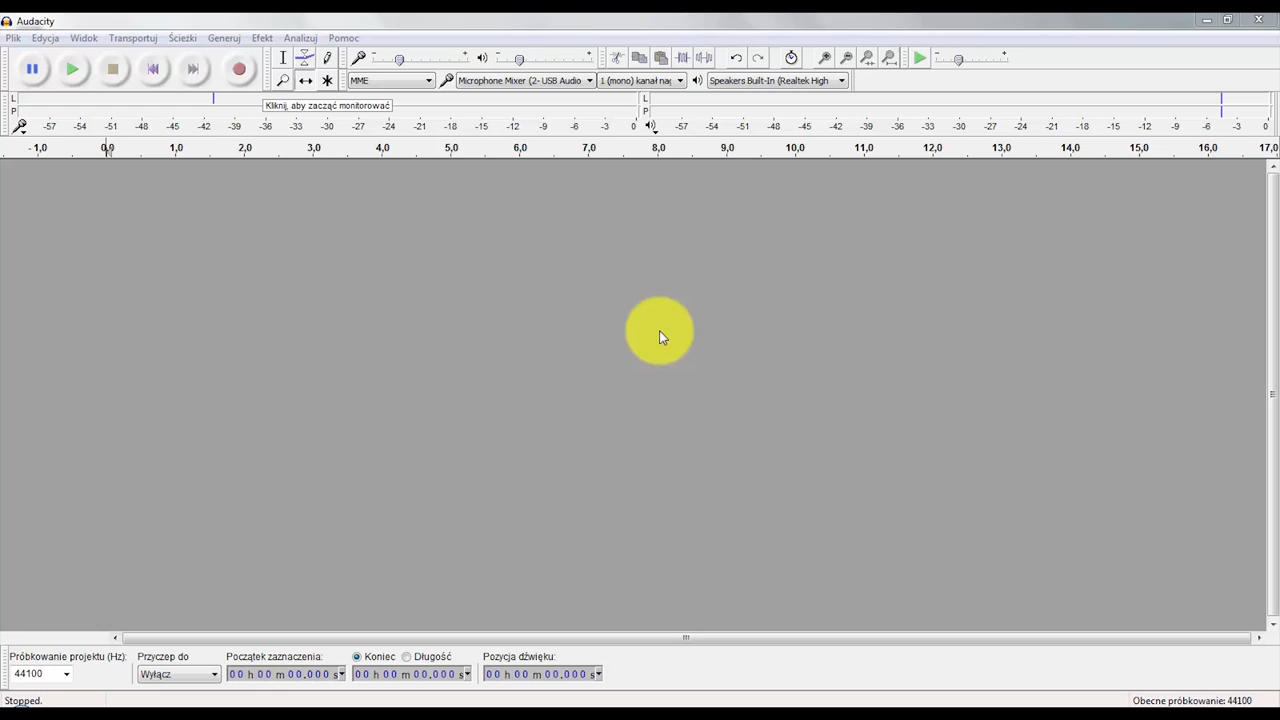 Audacity
Plik Edycja Widok Transportuj Ścieżki Generuj Efekt Analizuj Pomoc
MME Microphone Mixer (2- USB Audio 1 (mono) kanał nag Speakers Built-In (Realtek High
L L
P Kliknij, aby zacząć monitorować P
-57 -54 -51 -48 -45 -42 -39 -36 -33 -30 -27 -24 -21 -18 -15 -12 -9 -6 -3 0 -57 -54 -51 -48 -45 -42 -39 -36 -33 -30 -27 -24 -21 -18 -15 -12 -9 -6 -3 0
- 1,0 0,0 1,0 2,0 3,0 4,0 5,0 6,0 7,0 8,0 9,0 10,0 11,0 12,0 13,0 14,0 15,0 16,0 17,0
Próbkowanie projektu (Hz): Przyczep do Początek zaznaczenia: Koniec Długość Pozycja dźwięku:
44100 Wyłącz 00 h 00 m 00.000 s 00 h 00 m 00.000 s 00 h 00 m 00.000 s
Stopped. Obecne próbkowanie: 44100